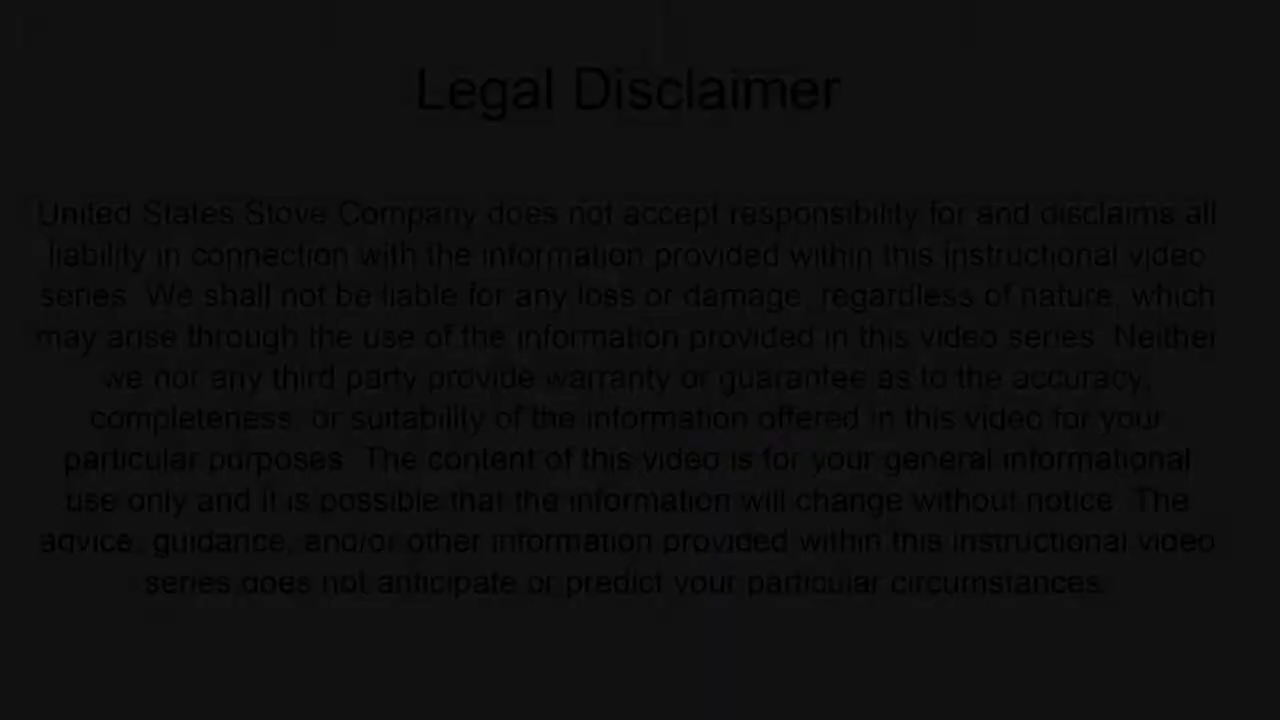 Legal Disclaimer
United States Stove Company does not accept responsibility for and disclaims all
liability in connection with the information provided within this instructional video
series. We shall not be liable for any loss or damage, regardless of nature, which
may arise through the use of the information provided in this video series. Neither
we nor any third party provide warranty or guarantee as to the accuracy,
completeness, or suitability of the information offered in this video for your
particular purposes. The content of this video is for your general informational
use only and it is possible that the information will change without notice. The
advice, guidance, and/or other information provided within this instructional video
series does not anticipate or predict your particular circumstances.